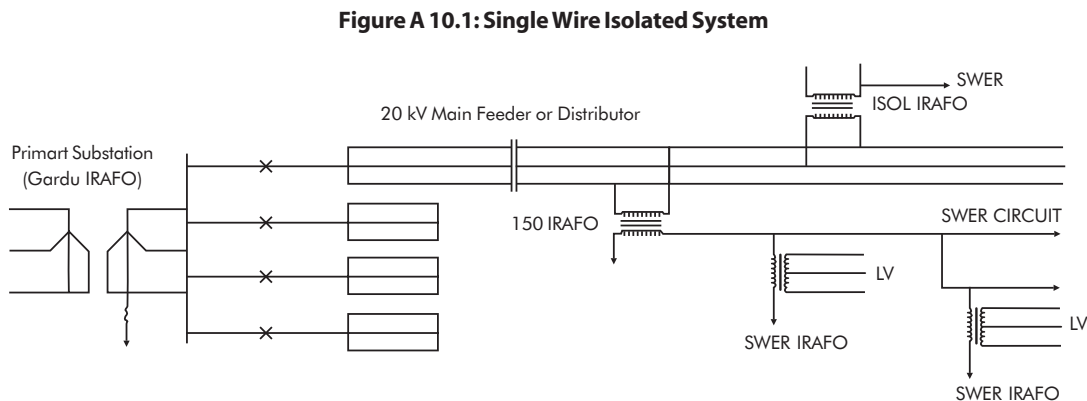 Figure A 10.1: Single Wire Isolated System
SWER
ISOL IRAFO
20 kV Main Feeder or Distributor
Primart Substation
(Gardu IRAFO)
150 IRAFO
SWER CIRCUIT
LV
SWER IRAFO
LV
SWER IRAFO